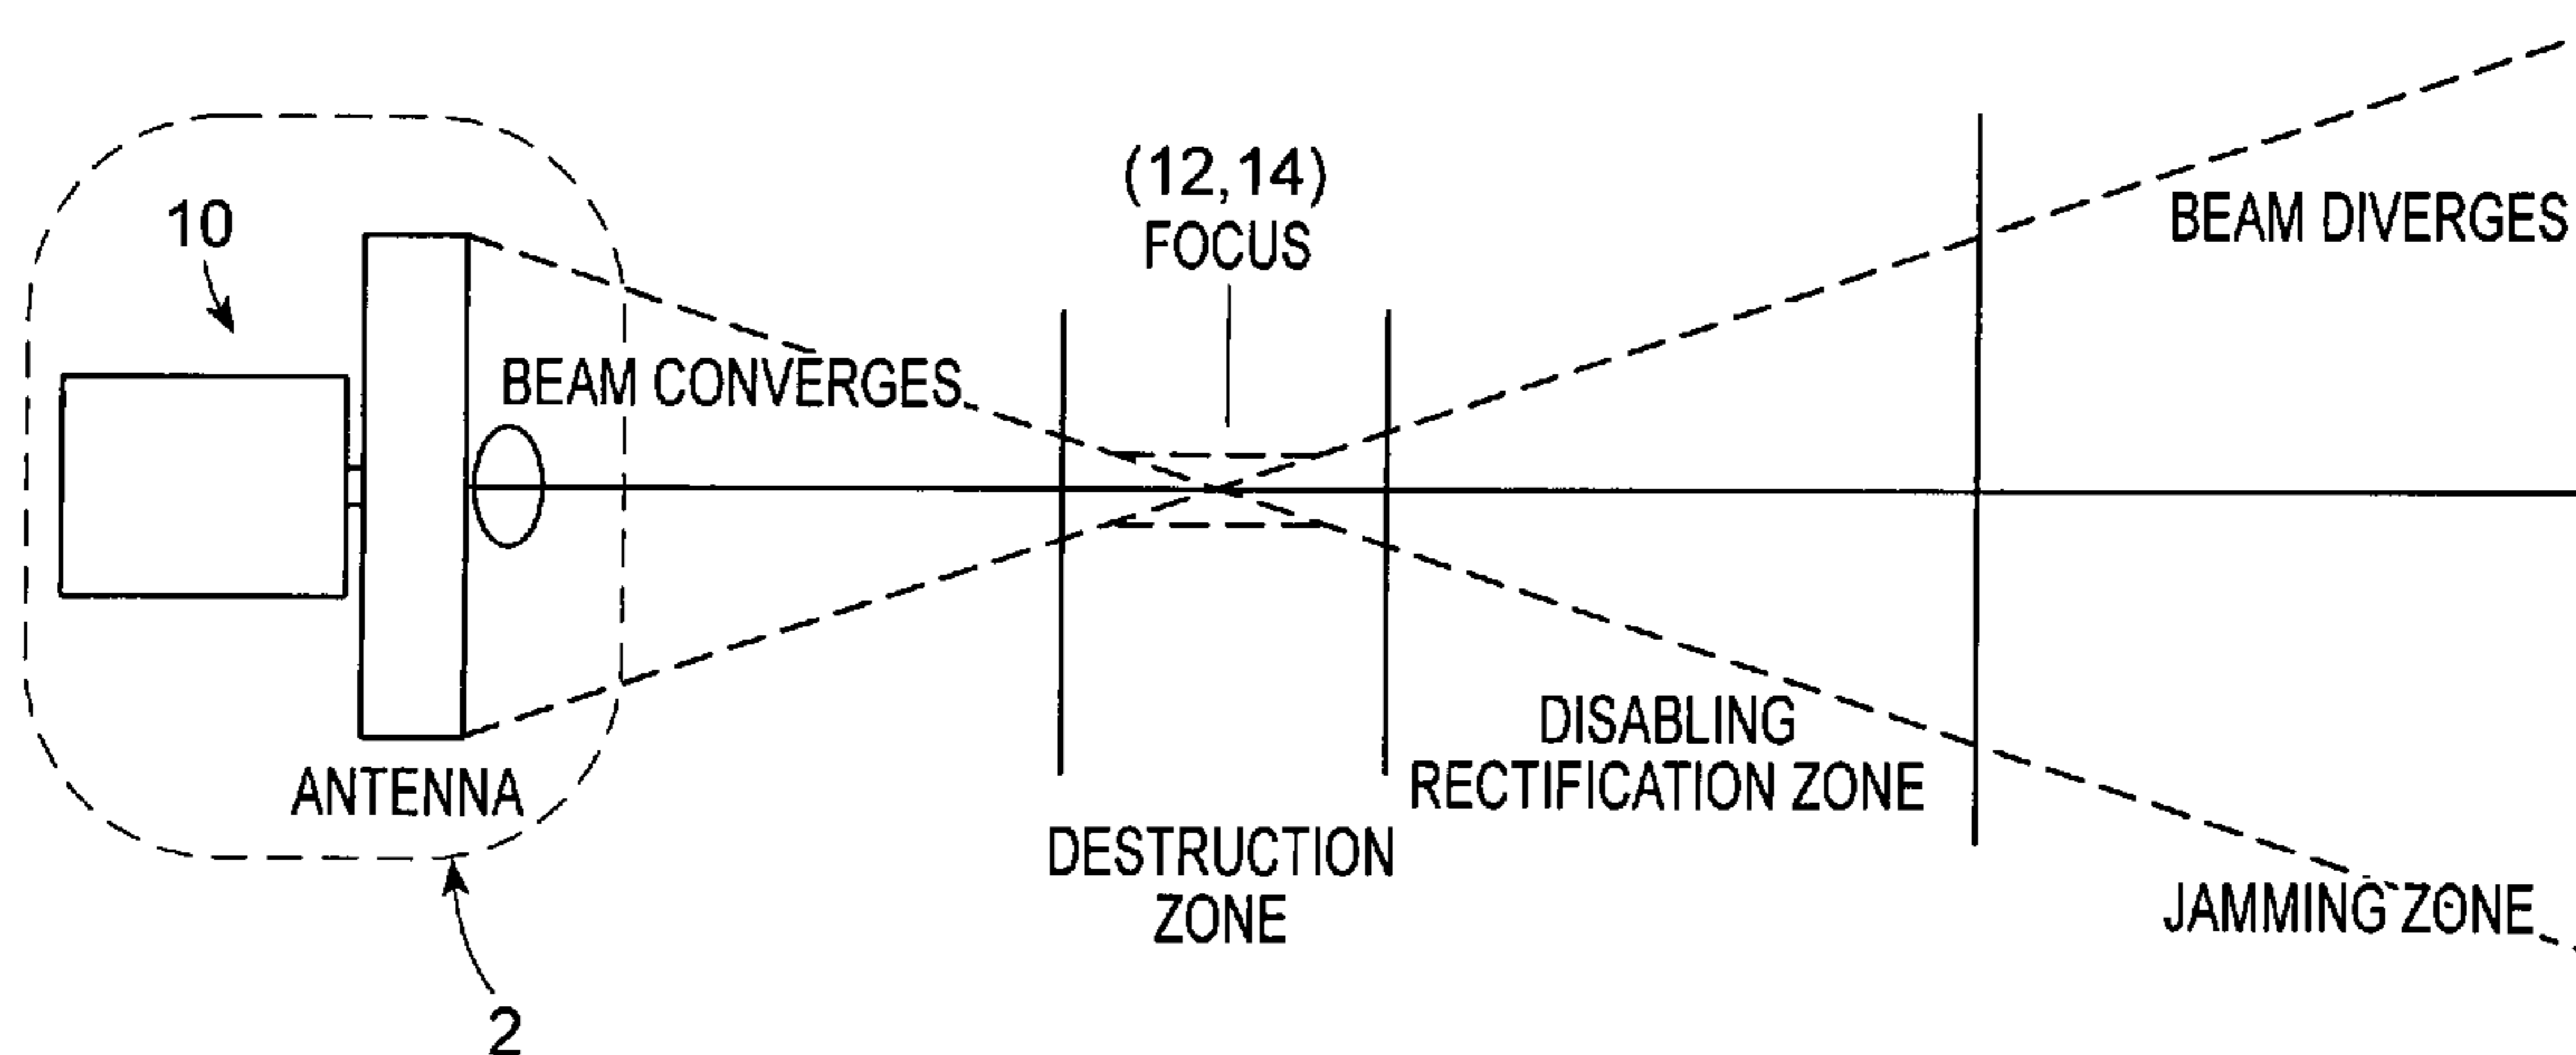 (12,14)
FOCUS
10
BEAM DIVERGES
BEAM CONVERGES
DISABLING
RECTIFICATION ZONE
ANTENNA
DESTRUCTION
ZONE
JAMMING ZONE
2